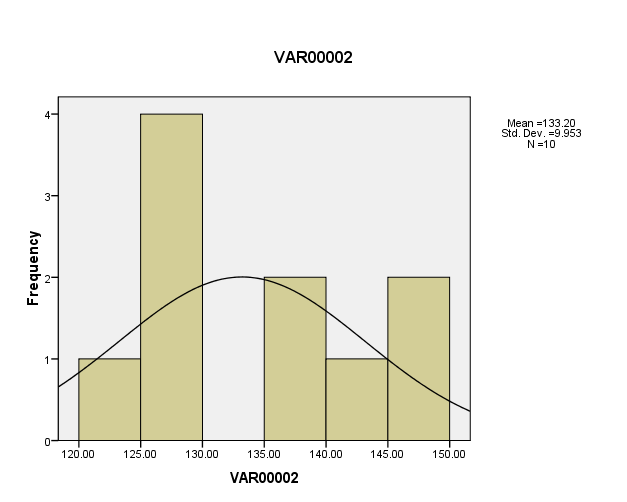 VAR00002
Mean =133.20
Std. Dev. =9.953
N =10
Frequency
4
3
2
1
0
120.00 125.00 130.00 135.00 140.00 145.00 150.00
VAR00002